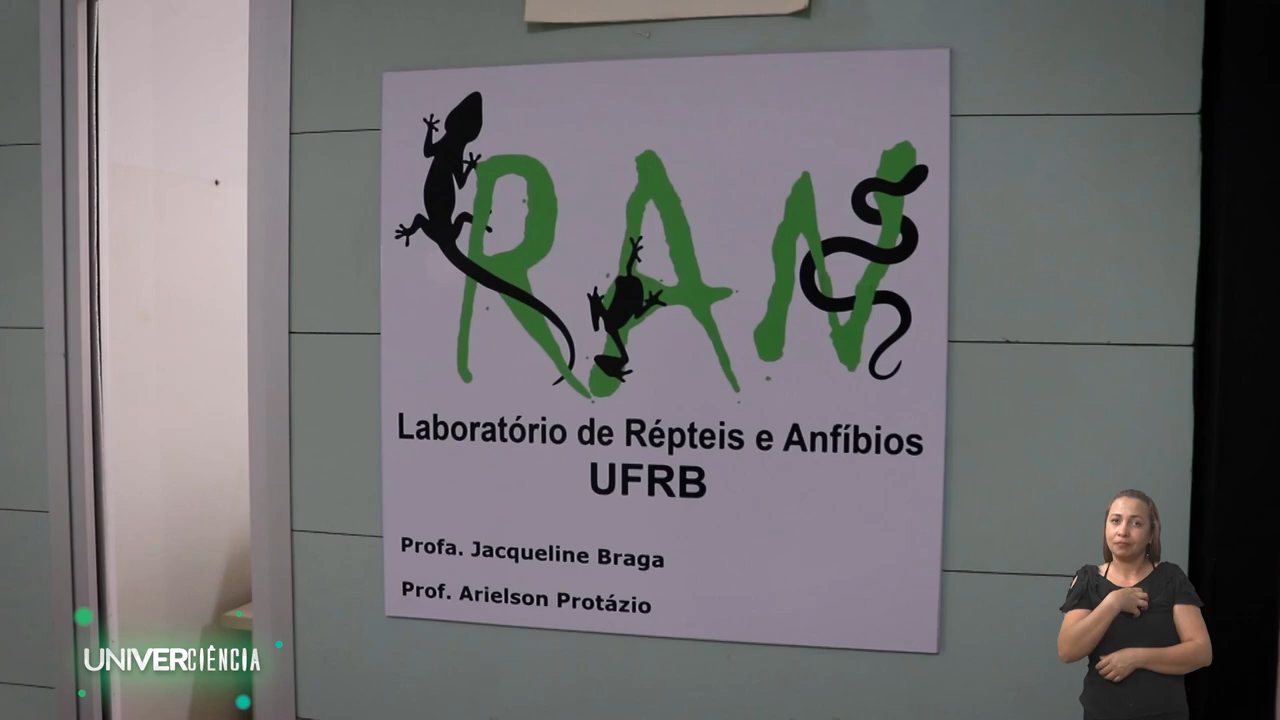 RAN
Laboratório de Répteis e Anfíbios
UFRB
Profa. Jacqueline Braga
Prof. Arielson Protázio
UNIVERCIÊNCIA